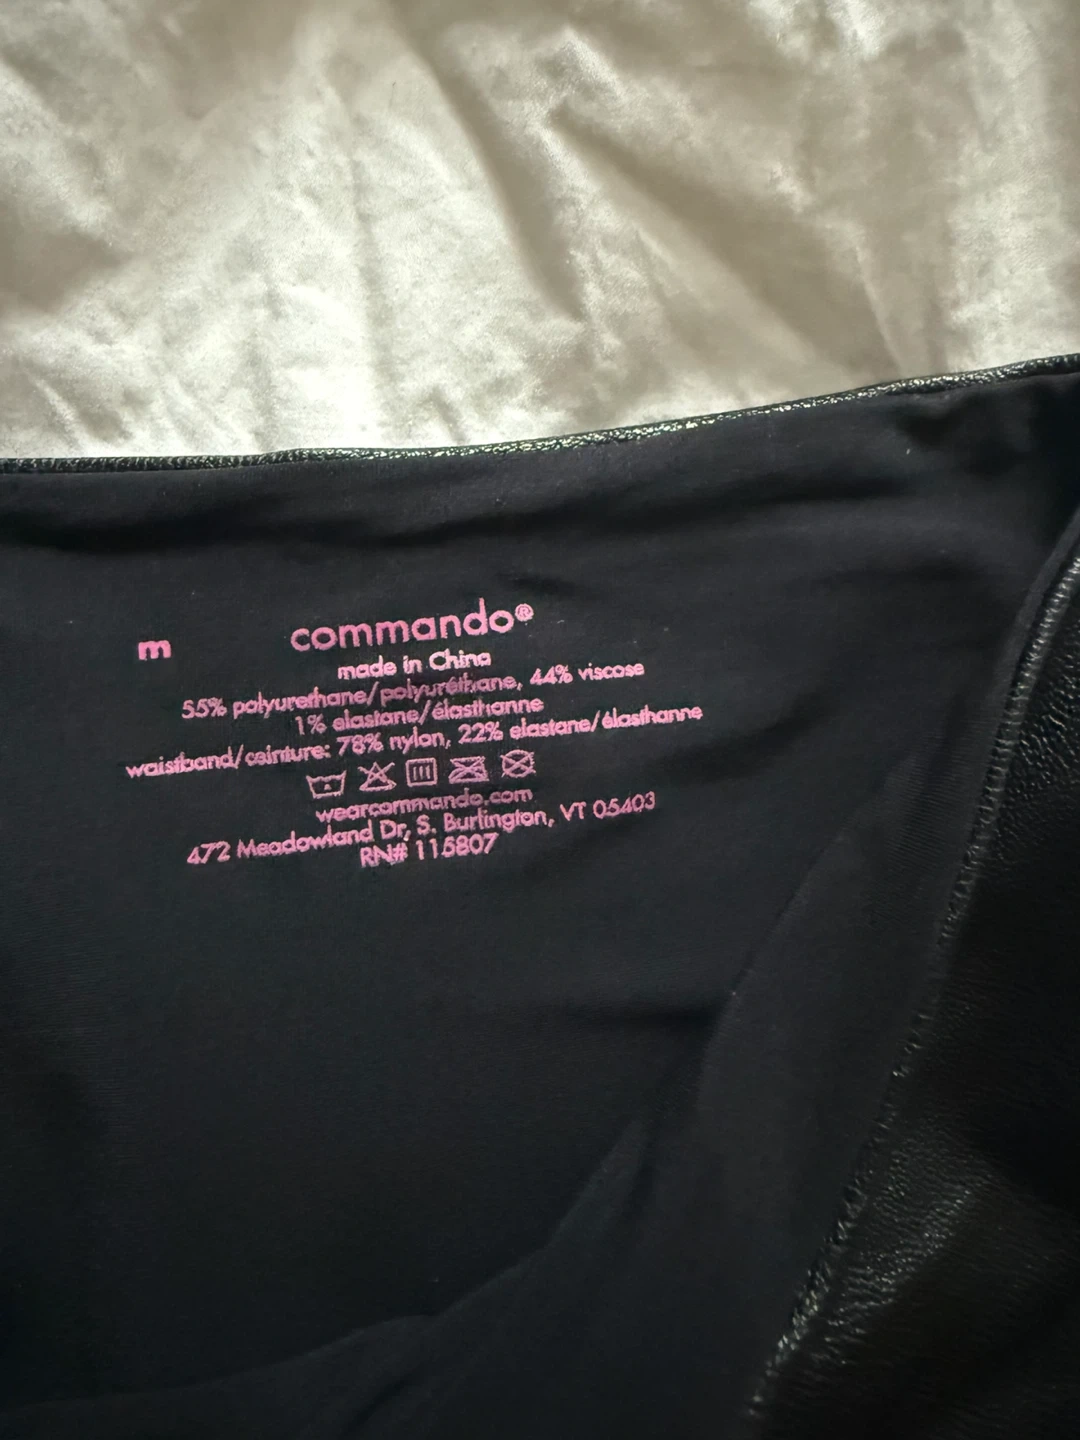 m
commando®
made in China
55% polyurethane/polyuréthane, 44% viscose
1% elastane/élasthanne
waistband/ceinture: 78% nylon, 22% elastane/élasthanne
wearcommando.com
472 Meadowland Dr, S. Burlington, VT 05403
RN# 115807